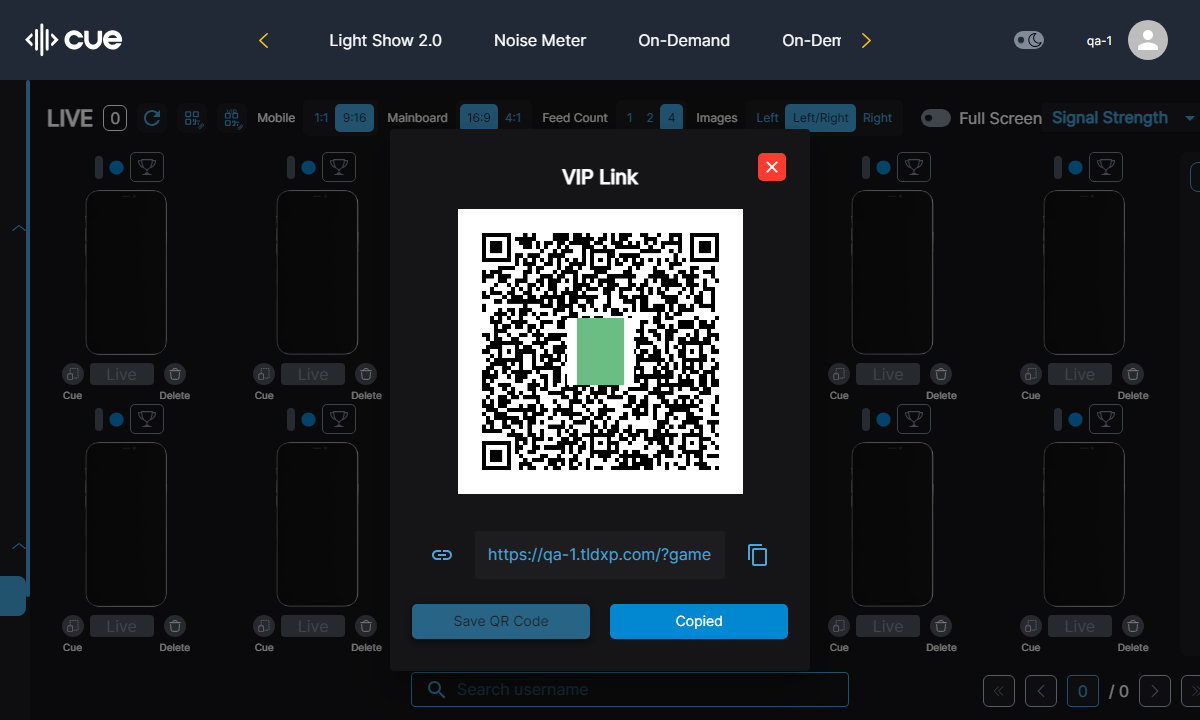 cue
Light Show 2.0
Noise Meter
On-Demand
On-Dem
qa-1
LIVE 0
Mobile 1:1 9:16 Mainboard 16:9 4:1 Feed Count 1 2 4 Images Left Left/Right Right Full Screen Signal Strength
VIP Link
Live Live Live Live
Cue Delete Cue Delete Cue Delete Cue Delete
https://qa-1.tldxp.com/?game
Save QR Code Copied
Live Live Live Live
Cue Delete Cue Delete Cue Delete Cue Delete
Search username
0 / 0